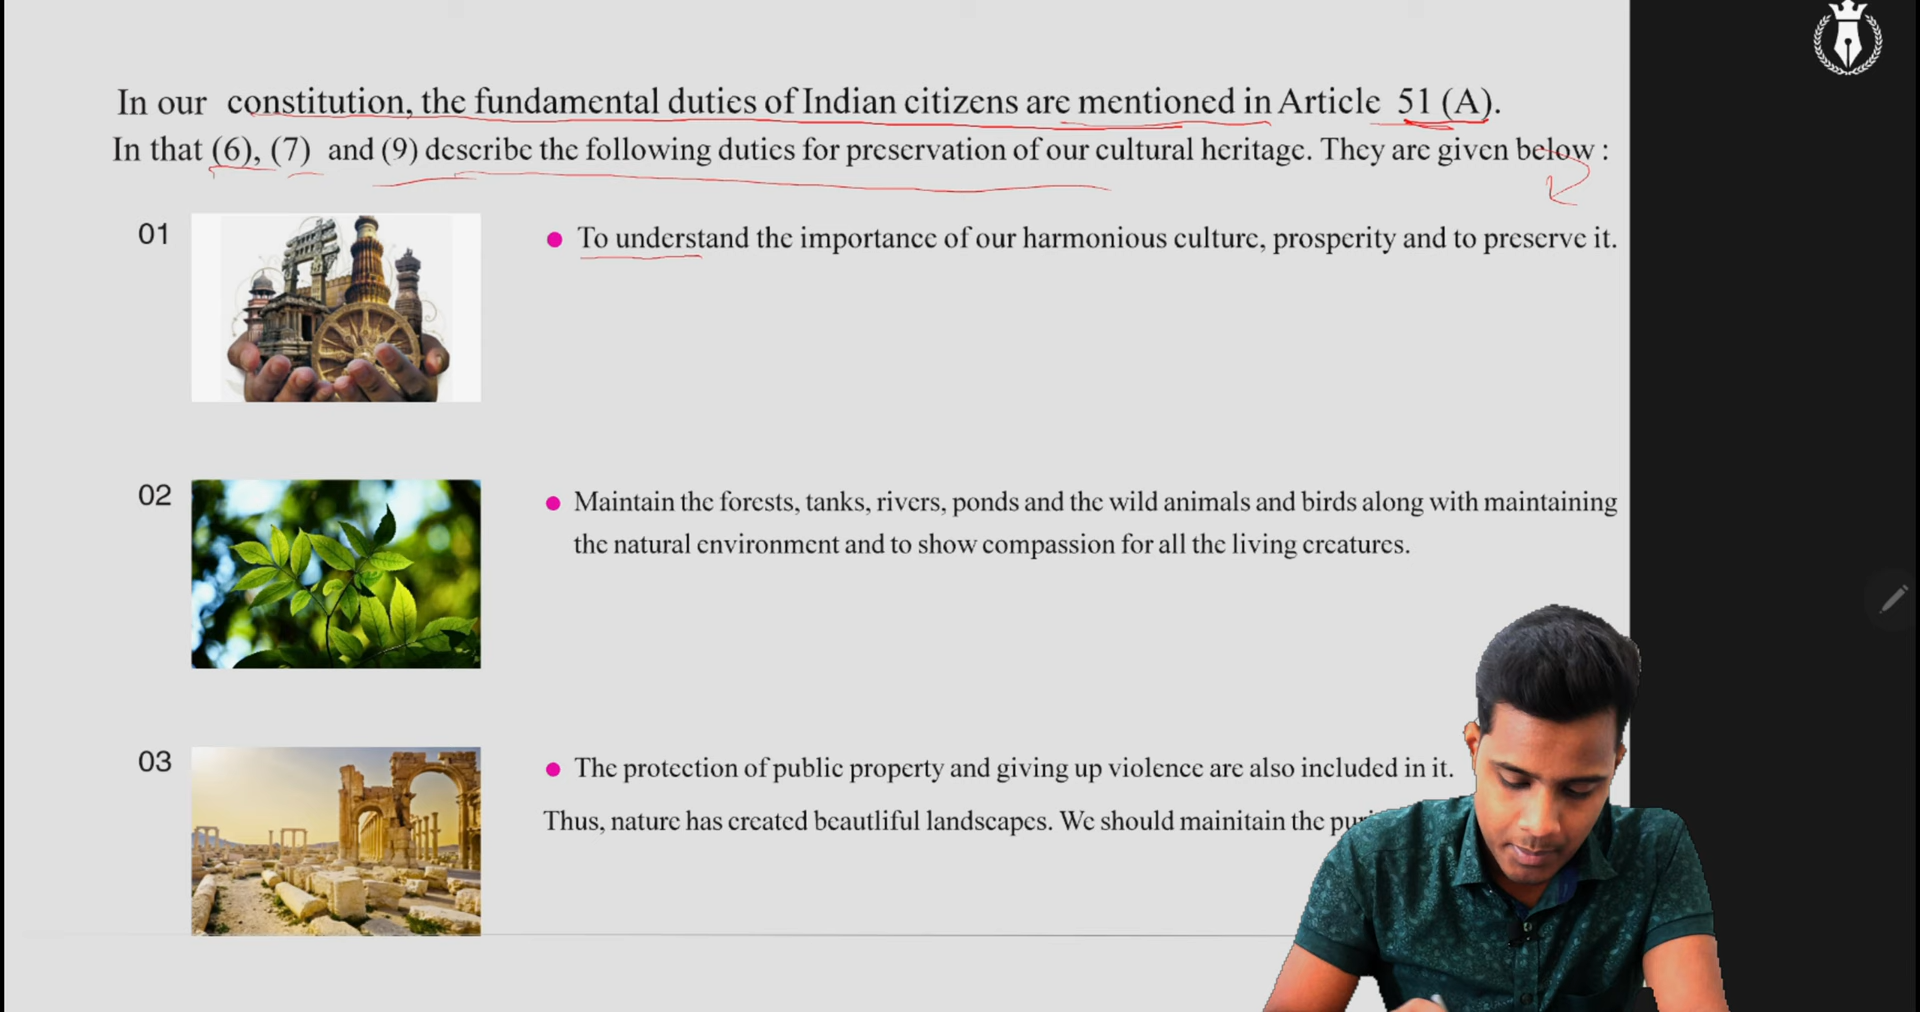 In our constitution, the fundamental duties of Indian citizens are mentioned in Article 51 (A).
In that (6), (7) and (9) describe the following duties for preservation of our cultural heritage. They are given below :
01
● To understand the importance of our harmonious culture, prosperity and to preserve it.
02
● Maintain the forests, tanks, rivers, ponds and the wild animals and birds along with maintaining
the natural environment and to show compassion for all the living creatures.
03
● The protection of public property and giving up violence are also included in it.
Thus, nature has created beautliful landscapes. We should mainitain the